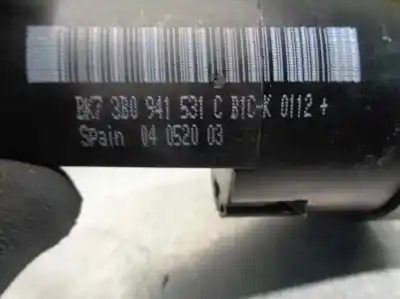 BK7 3B0 941 531 C B1C-K 0112 +
Spain 04 0520 03